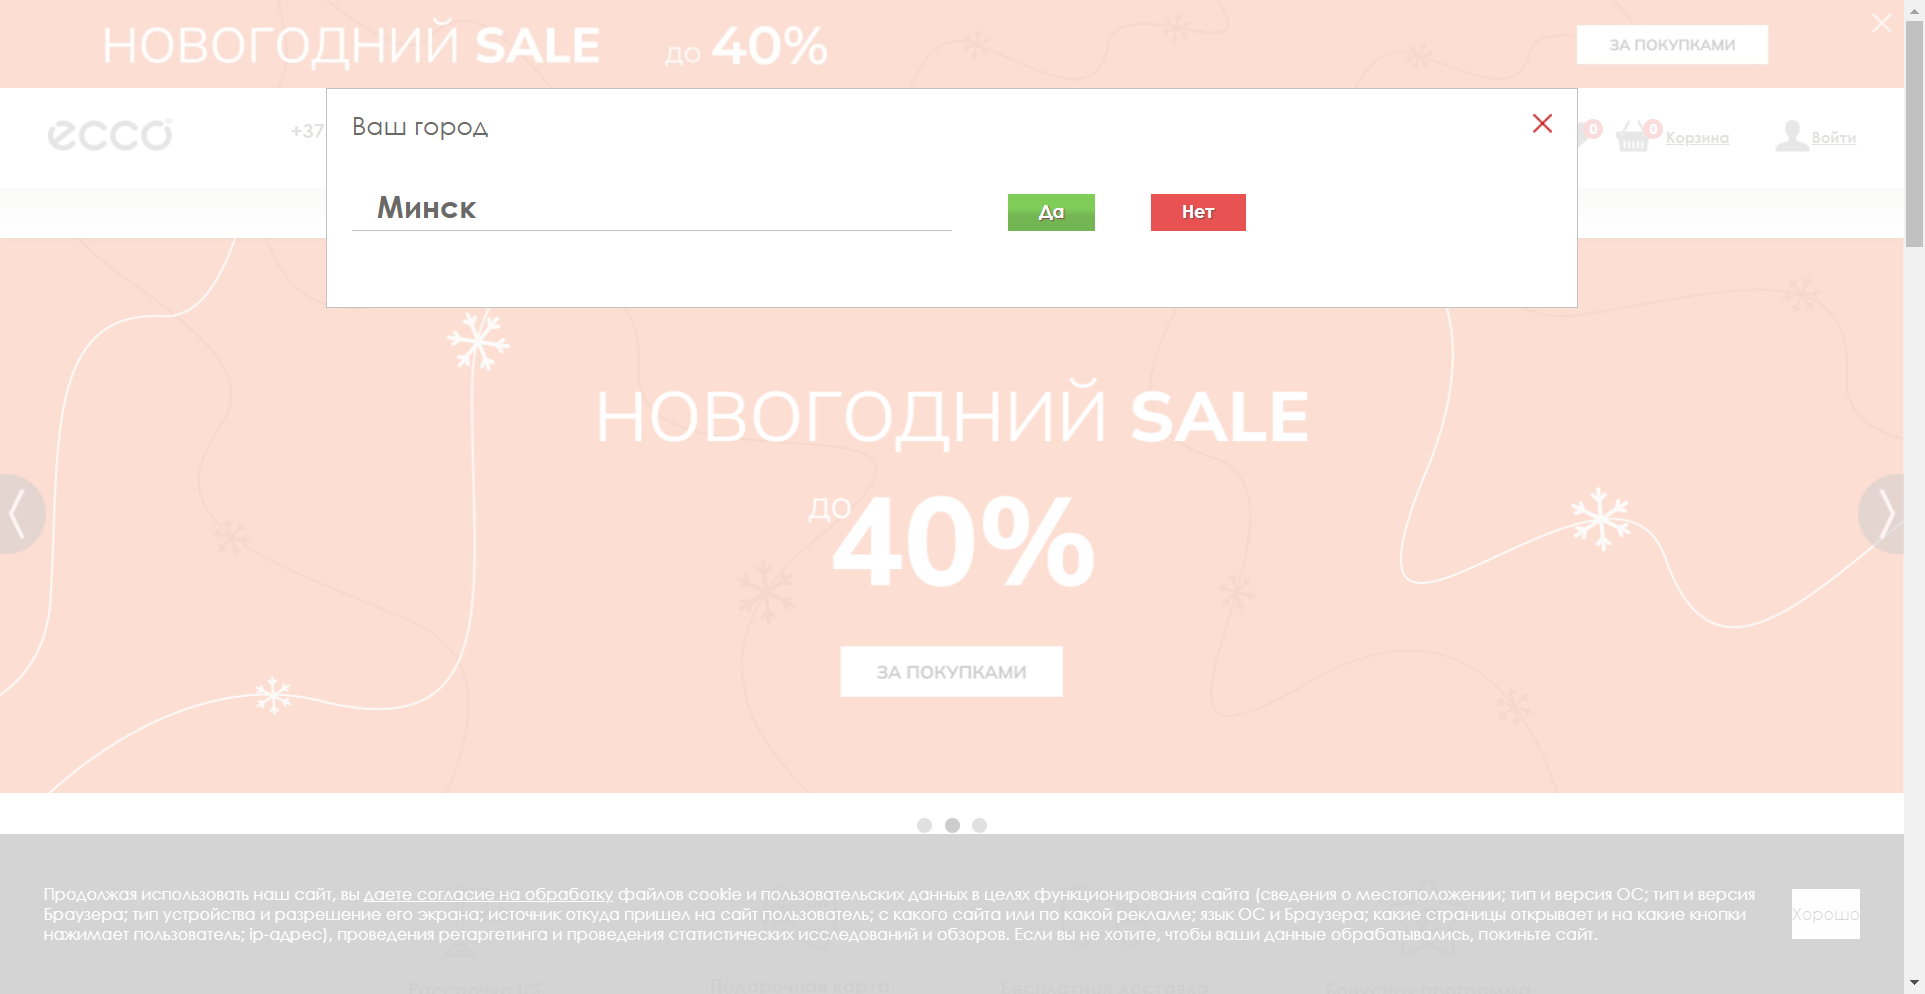 НОВОГОДНИЙ SALE до 40%
ЗА ПОКУПКАМИ
ecco
+37
Ваш город
0
0
Корзина
Войти
Минск
Да
Нет
НОВОГОДНИЙ SALE
ДО 40%
ЗА ПОКУПКАМИ
Продолжая использовать наш сайт, вы даете согласие на обработку файлов cookie и пользовательских данных в целях функционирования сайта (сведения о местоположении; тип и версия ОС; тип и версия
Браузера; тип устройства и разрешение его экрана; источник откуда пришел на сайт пользователь; с какого сайта или по какой рекламе; язык ОС и Браузера; какие страницы открывает и на какие кнопки
нажимает пользователь; ip-адрес), проведения ретаргетинга и проведения статистических исследований и обзоров. Если вы не хотите, чтобы ваши данные обрабатывались, покиньте сайт.
Хорошо
Рассрочка 0%
Подарочная карта
Бесплатная доставка
Бонусная программа